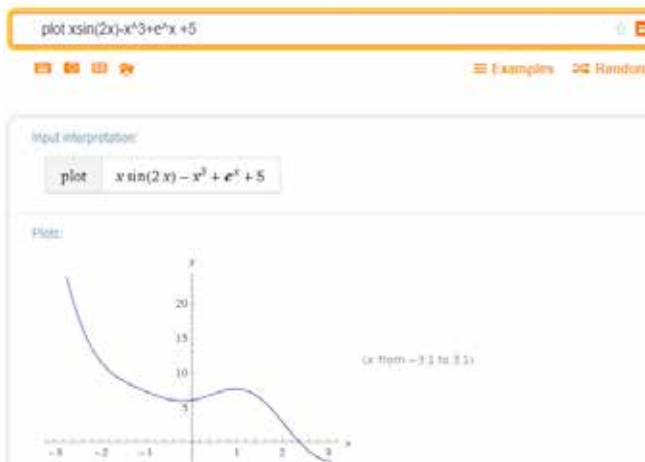 plot xsin(2x)-x^3+e^x +5
Examples Random
Input interpretation:
plot x sin(2 x) − x³ + e^x + 5
Plots:
y
20
15
10
5
(x from −3.1 to 3.1)
x
-3 -2 -1 1 2 3